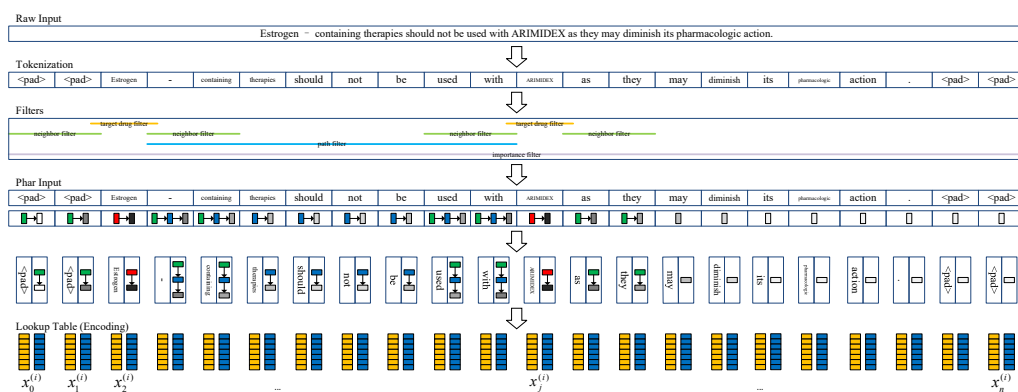 Raw Input
Estrogen - containing therapies should not be used with ARIMIDEX as they may diminish its pharmacologic action.
Tokenization
<pad> <pad> Estrogen - containing therapies should not be used with ARIMIDEX as they may diminish its pharmacologic action . <pad> <pad>
Filters
target drug filter target drug filter
neighbor filter neighbor filter neighbor filter neighbor filter
path filter
importance filter
Phar Input
<pad> <pad> Estrogen - containing therapies should not be used with ARIMIDEX as they may diminish its pharmacologic action . <pad> <pad>
<pad> <pad> Estrogen - containing therapies should not be used with ARIMIDEX as they may diminish its pharmacologic action . <pad> <pad>
Lookup Table (Encoding)
x_0^{(i)} x_1^{(i)} x_2^{(i)} ... x_j^{(i)} ... x_n^{(i)}